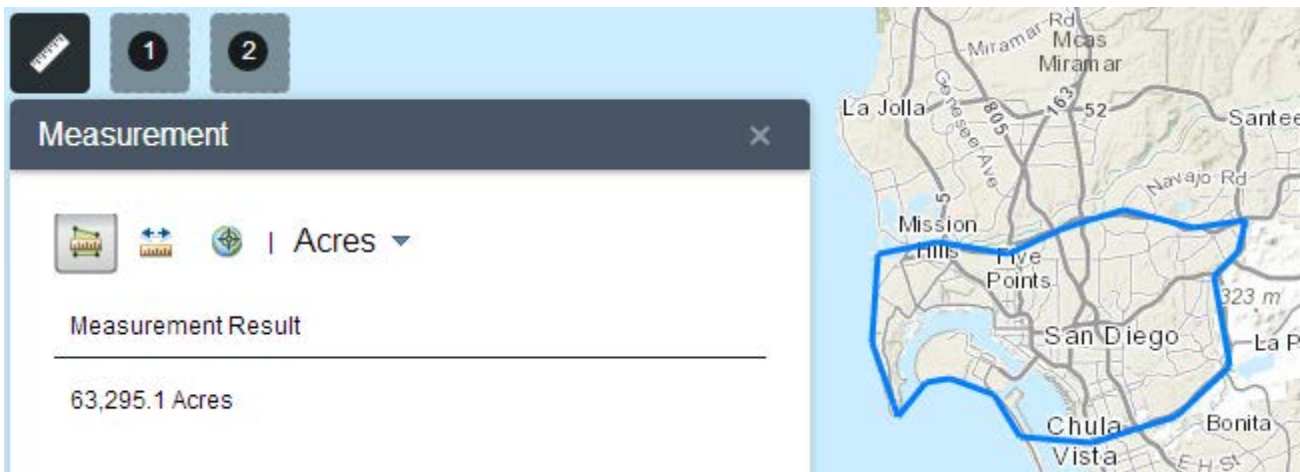 1
2
Measurement
| Acres
Measurement Result
63,295.1 Acres
Miramar Rd
Mcas
Miramar
La Jolla
Genesee Ave
805
163
52
Santee
Navajo Rd
5
Mission
Hills
Five
Points
323 m
San Diego
La P
Chula
Vista
Bonita
E H St